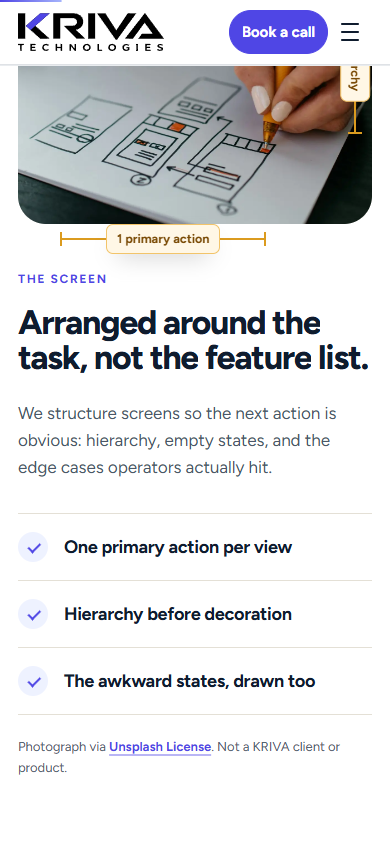 KRIVA
TECHNOLOGIES
Book a call
1 primary action
THE SCREEN
Arranged around the
task, not the feature list.
We structure screens so the next action is
obvious: hierarchy, empty states, and the
edge cases operators actually hit.
One primary action per view
Hierarchy before decoration
The awkward states, drawn too
Photograph via Unsplash License. Not a KRIVA client or
product.